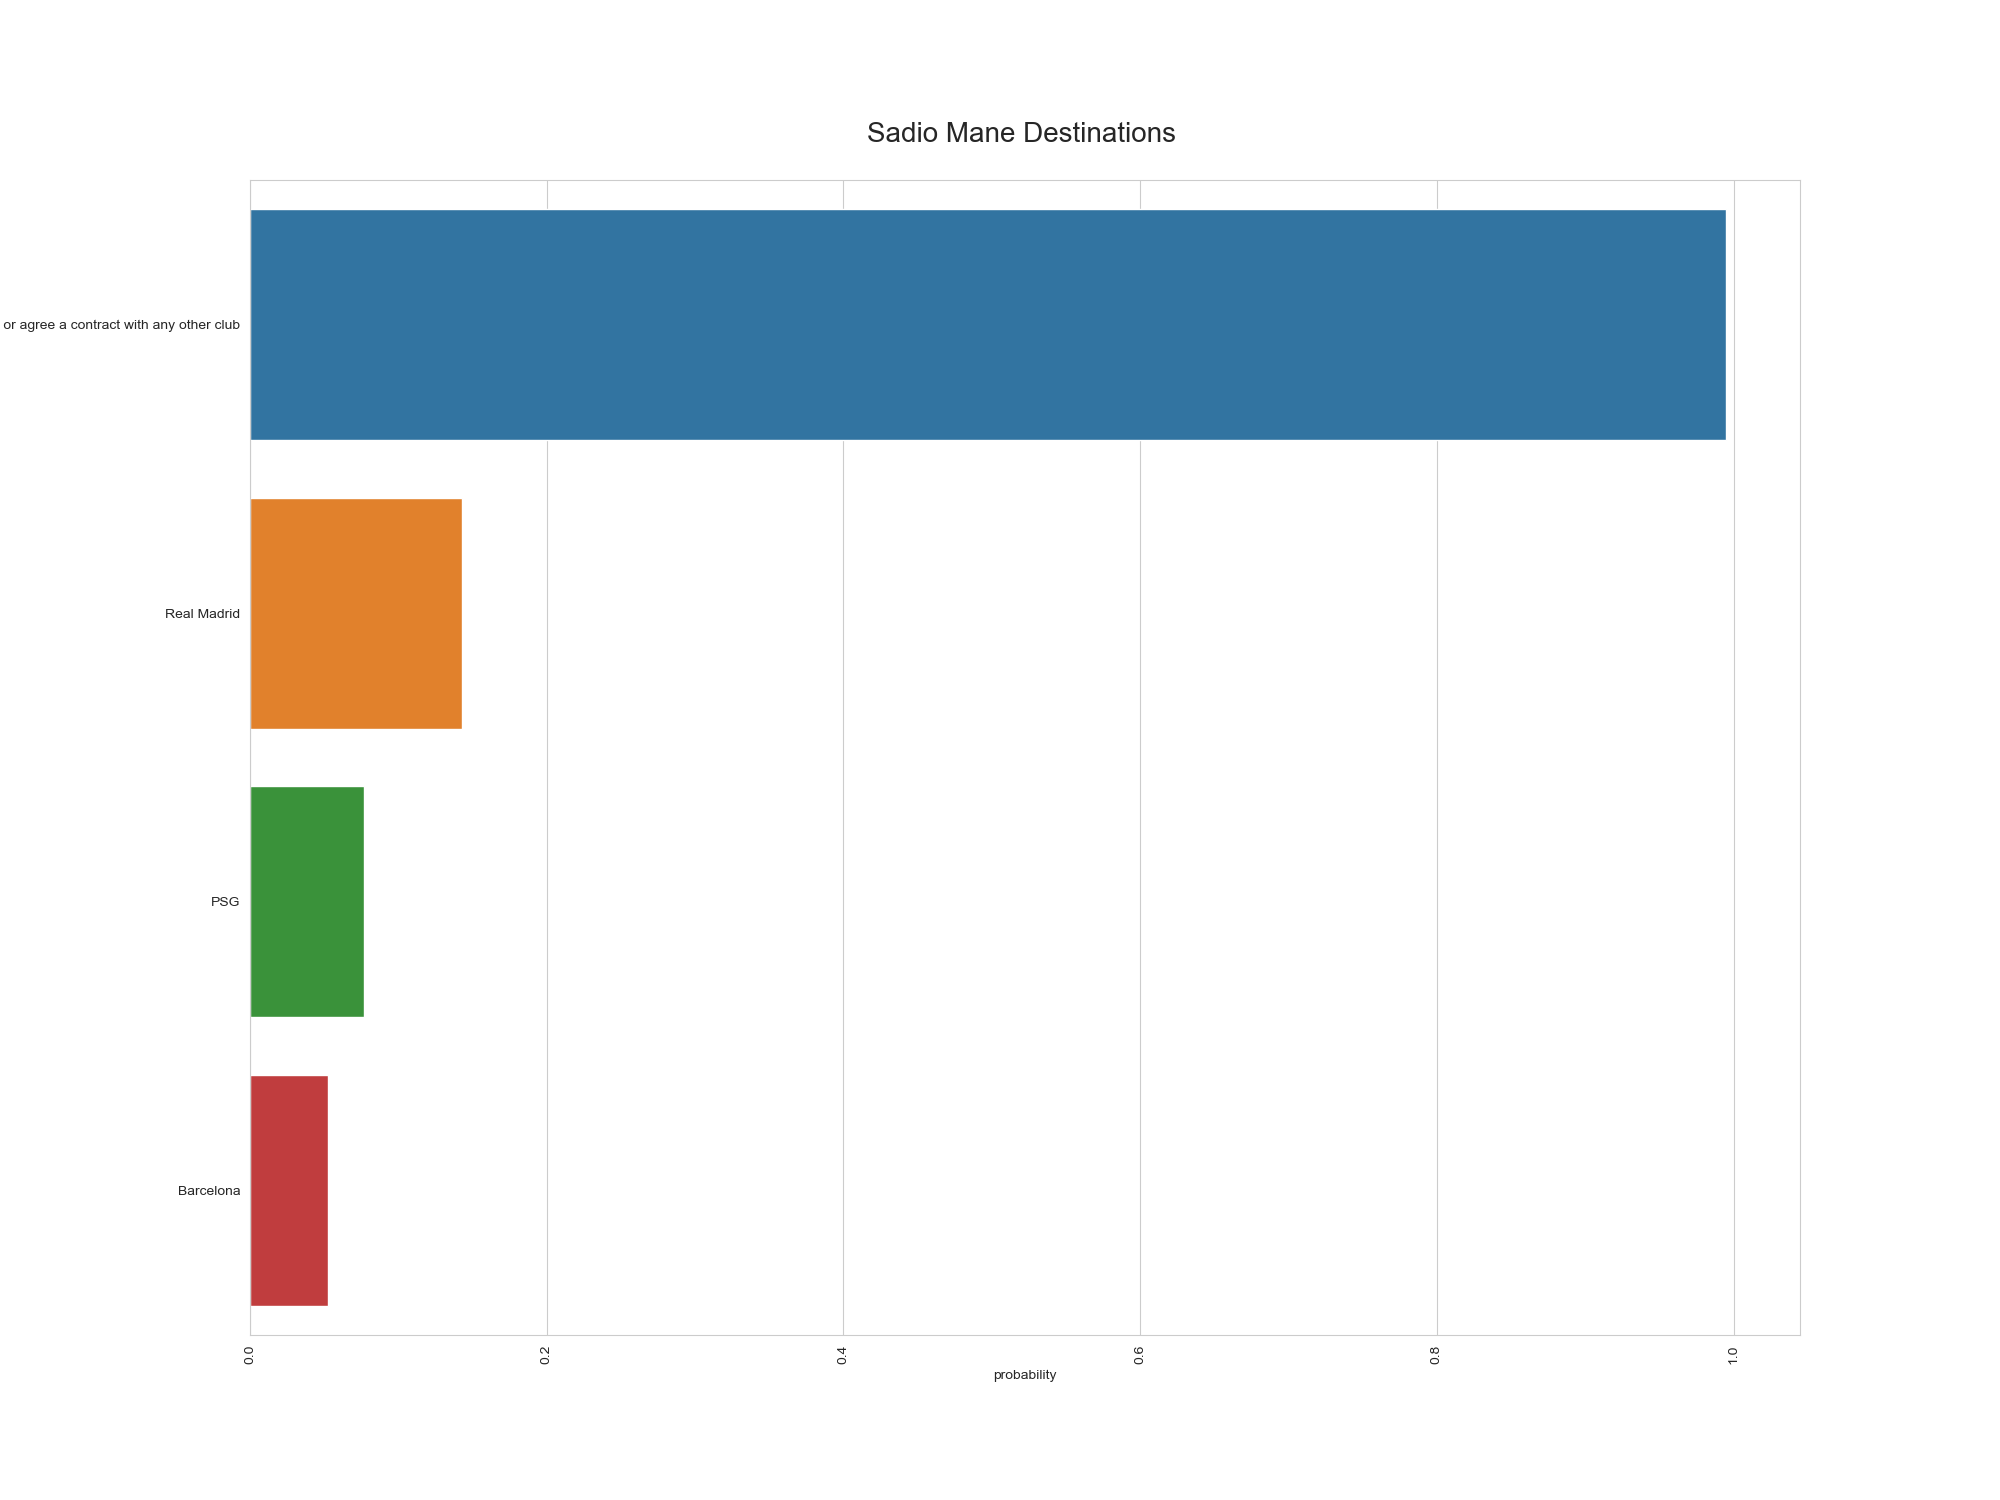 Sadio Mane Destinations
or agree a contract with any other club
Real Madrid
PSG
Barcelona
0.0 0.2 0.4 0.6 0.8 1.0
probability